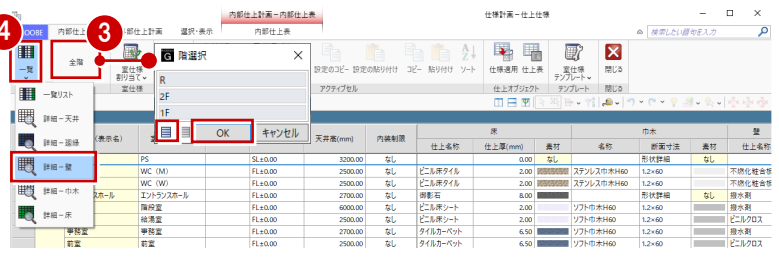 内部仕上計画－内部仕上表
仕様計画－仕上仕様
4
3
内部仕上表
選択・表示
検索したい語句を入力
一覧
全階
室仕様
割り当て
設定のコピー
設定の貼り付け
コピー
貼り付け
ソート
仕様適用
仕上表
室仕様
テンプレート
閉じる
室仕様
アクティブセル
仕上オブジェクト
テンプレート
閉じる
階選択
R
2F
1F
OK
キャンセル
一覧リスト
詳細－天井
詳細－廻縁
詳細－壁
詳細－巾木
詳細－床
(表示名)
天井高(mm)
内装制限
床
巾木
壁
仕上名称
仕上厚(mm)
素材
名称
断面寸法
素材
仕上名称
PS SL±0.00 3200.00 なし 0.00 なし 形状詳細 なし
WC（M） FL±0.00 2500.00 なし ビニル床タイル 2.00 ステンレス巾木H60 1.2×60 不燃化粧合板
WC（W） FL±0.00 2500.00 なし ビニル床タイル 2.00 ステンレス巾木H60 1.2×60 不燃化粧合板
スホール エントランスホール FL±0.00 2700.00 なし 御影石 8.00 形状詳細 なし 撥水剤
階段室 FL±0.00 6000.00 なし ビニル床シート 2.00 ソフト巾木H60 1.2×60 撥水剤
給湯室 FL±0.00 2500.00 なし ビニル床シート 2.00 ソフト巾木H60 1.2×60 ビニルクロス
事務室 事務室 FL±0.00 2700.00 なし タイルカーペット 6.50 ソフト巾木H60 1.2×60 撥水剤
前室 前室 FL±0.00 2500.00 なし タイルカーペット 6.50 ソフト巾木H60 1.2×60 ビニルクロス